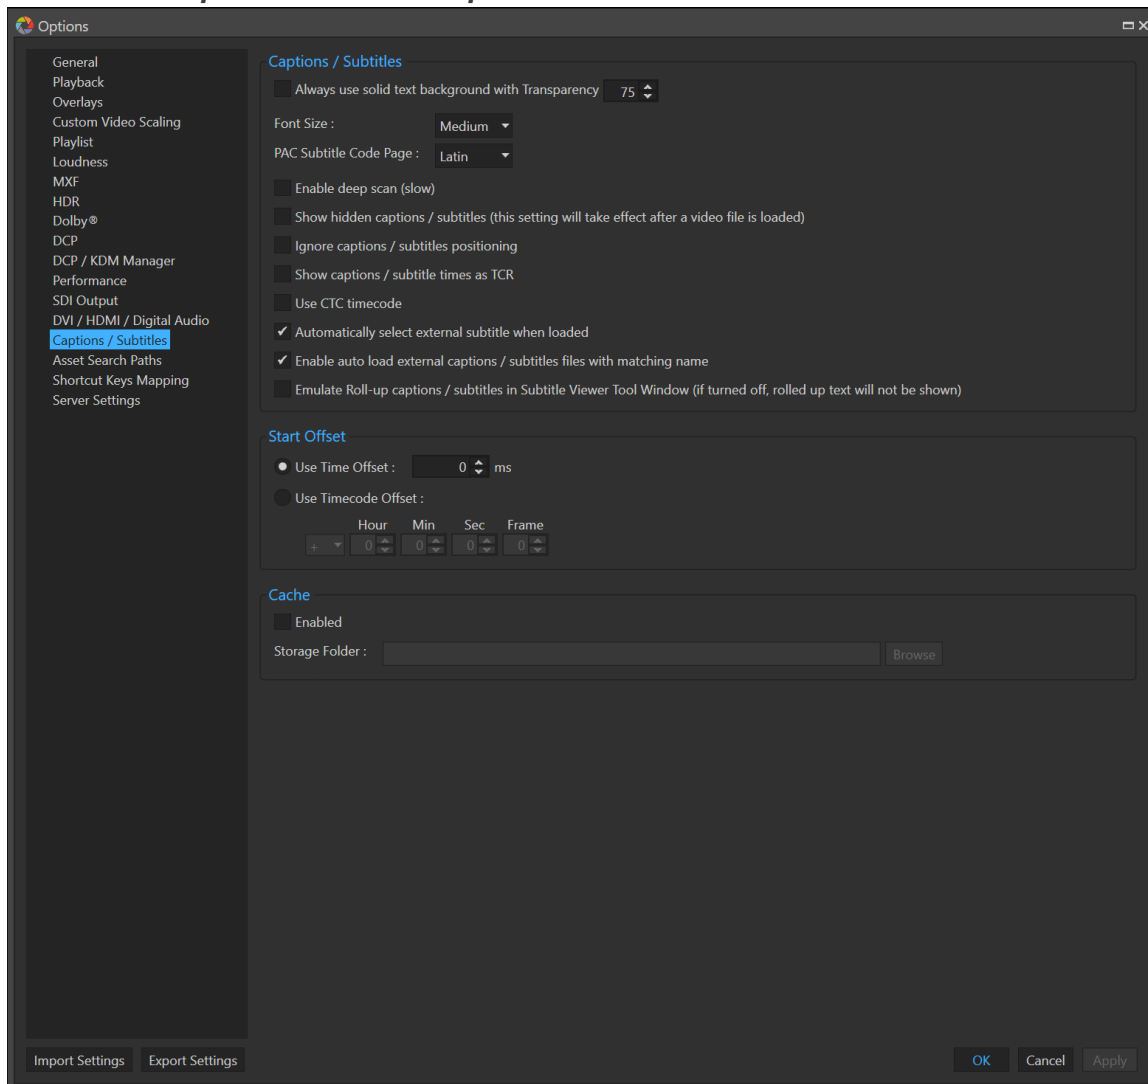 Options
General
Playback
Overlays
Custom Video Scaling
Playlist
Loudness
MXF
HDR
Dolby®
DCP
DCP / KDM Manager
Performance
SDI Output
DVI / HDMI / Digital Audio
Captions / Subtitles
Asset Search Paths
Shortcut Keys Mapping
Server Settings
Captions / Subtitles
Always use solid text background with Transparency 75
Font Size : Medium
PAC Subtitle Code Page : Latin
Enable deep scan (slow)
Show hidden captions / subtitles (this setting will take effect after a video file is loaded)
Ignore captions / subtitles positioning
Show captions / subtitle times as TCR
Use CTC timecode
Automatically select external subtitle when loaded
Enable auto load external captions / subtitles files with matching name
Emulate Roll-up captions / subtitles in Subtitle Viewer Tool Window (if turned off, rolled up text will not be shown)
Start Offset
Use Time Offset : 0 ms
Use Timecode Offset :
Hour Min Sec Frame
+ 0 0 0 0
Cache
Enabled
Storage Folder : Browse
Import Settings Export Settings OK Cancel Apply